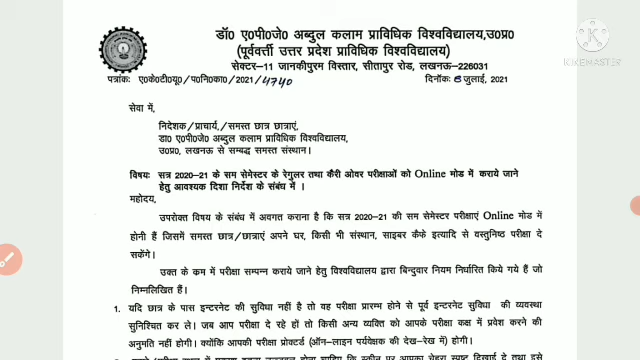 डॉ० ए०पी०जे० अब्दुल कलाम प्राविधिक विश्वविद्यालय,उ०प्र०
(पूर्ववर्ती उत्तर प्रदेश प्राविधिक विश्वविद्यालय)
सेक्टर–11 जानकीपुरम विस्तार, सीतापुर रोड, लखनऊ–226031
पत्रांकः ए०के०टी०यू०/प०नि०का०/2021/4740 दिनाँकः 8 जुलाई, 2021
सेवा में,
निदेशक/प्राचार्य,/समस्त छात्र छात्राएं,
डा० ए०पी०जे० अब्दुल कलाम प्राविधिक विश्वविद्यालय,
उ०प्र०, लखनऊ से सम्बद्ध समस्त संस्थान।
विषयः सत्र 2020-21 के सम सेमेस्टर के रेगुलर तथा कैरी ओवर परीक्षाओं को Online मोड में कराये जाने
हेतु आवश्यक दिशा निर्देश के संबंध में।
महोदय,
उपरोक्त विषय के संबंध में अवगत कराना है कि सत्र 2020-21 की सम सेमेस्टर परीक्षाएं Online मोड में
होनी हैं जिसमें समस्त छात्र/छात्राएं अपने घर, किसी भी संस्थान, साइबर कैफे इत्यादि से वस्तुनिष्ठ परीक्षा दे
सकेंगे।
उक्त के कम में परीक्षा सम्पन्न कराये जाने हेतु विश्वविद्यालय द्वारा बिन्दुवार नियम निर्धारित किये गये हैं जो
निम्नलिखित हैं।
1. यदि छात्र के पास इन्टरनेट की सुविधा नहीं है तो वह परीक्षा प्रारम्भ होने से पूर्व इन्टरनेट सुविधा की व्यवस्था
सुनिश्चित कर ले। जब आप परीक्षा दे रहे हों तो किसी अन्य व्यक्ति को आपके परीक्षा कक्ष में प्रवेश करने की
अनुमति नहीं होगी। क्योंकि आपकी परीक्षा प्रोक्टर्ड (ऑन-लाइन पर्यवेक्षक की देख-रेख में) होगी।
KINEMASTER